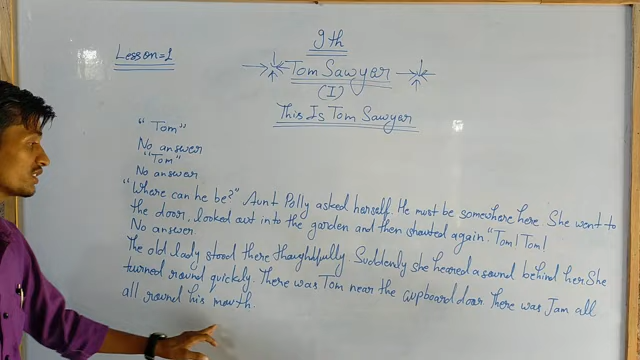 9th
Lesson=1
Tom Sawyer
(I)
This Is Tom Sawyer
"Tom"
No answer
"Tom"
No answer
"Where can he be?" Aunt Polly asked herself. He must be somewhere here She went to
the door, looked out into the garden and then shouted again. "Tom! Tom!
No answer
The old lady stood there thoughtfully Suddenly she heared a sound behind her She
turned round quickly. There was Tom near the cupboard door. There was Jam all
all round his mouth.